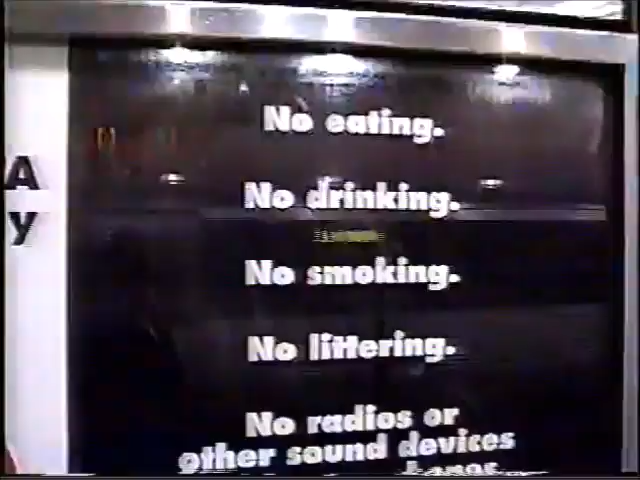 No eating.
No drinking.
No smoking.
No littering.
No radios or
other sound devices
A
y